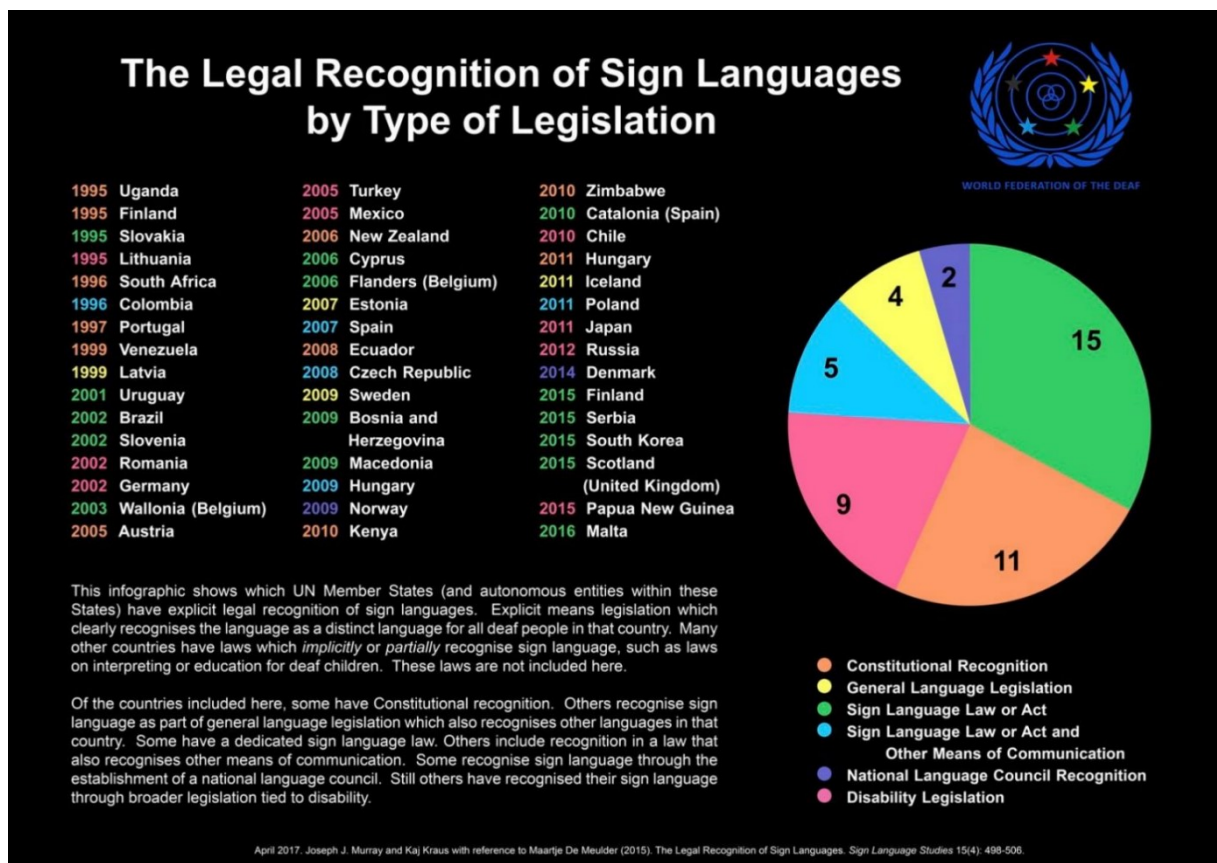 The Legal Recognition of Sign Languages
by Type of Legislation
WORLD FEDERATION OF THE DEAF
1995 Uganda
1995 Finland
1995 Slovakia
1995 Lithuania
1996 South Africa
1996 Colombia
1997 Portugal
1999 Venezuela
1999 Latvia
2001 Uruguay
2002 Brazil
2002 Slovenia
2002 Romania
2002 Germany
2003 Wallonia (Belgium)
2005 Austria
2005 Turkey
2005 Mexico
2006 New Zealand
2006 Cyprus
2006 Flanders (Belgium)
2007 Estonia
2007 Spain
2008 Ecuador
2008 Czech Republic
2009 Sweden
2009 Bosnia and
Herzegovina
2009 Macedonia
2009 Hungary
2009 Norway
2010 Kenya
2010 Zimbabwe
2010 Catalonia (Spain)
2010 Chile
2011 Hungary
2011 Iceland
2011 Poland
2011 Japan
2012 Russia
2014 Denmark
2015 Finland
2015 Serbia
2015 South Korea
2015 Scotland
(United Kingdom)
2015 Papua New Guinea
2016 Malta
2
4
15
5
9
11
This infographic shows which UN Member States (and autonomous entities within these
States) have explicit legal recognition of sign languages. Explicit means legislation which
clearly recognises the language as a distinct language for all deaf people in that country. Many
other countries have laws which implicitly or partially recognise sign language, such as laws
on interpreting or education for deaf children. These laws are not included here.
Of the countries included here, some have Constitutional recognition. Others recognise sign
language as part of general language legislation which also recognises other languages in that
country. Some have a dedicated sign language law. Others include recognition in a law that
also recognises other means of communication. Some recognise sign language through the
establishment of a national language council. Still others have recognised their sign language
through broader legislation tied to disability.
Constitutional Recognition
General Language Legislation
Sign Language Law or Act
Sign Language Law or Act and
Other Means of Communication
National Language Council Recognition
Disability Legislation
April 2017. Joseph J. Murray and Kaj Kraus with reference to Maartje De Meulder (2015). The Legal Recognition of Sign Languages. Sign Language Studies 15(4): 498-506.